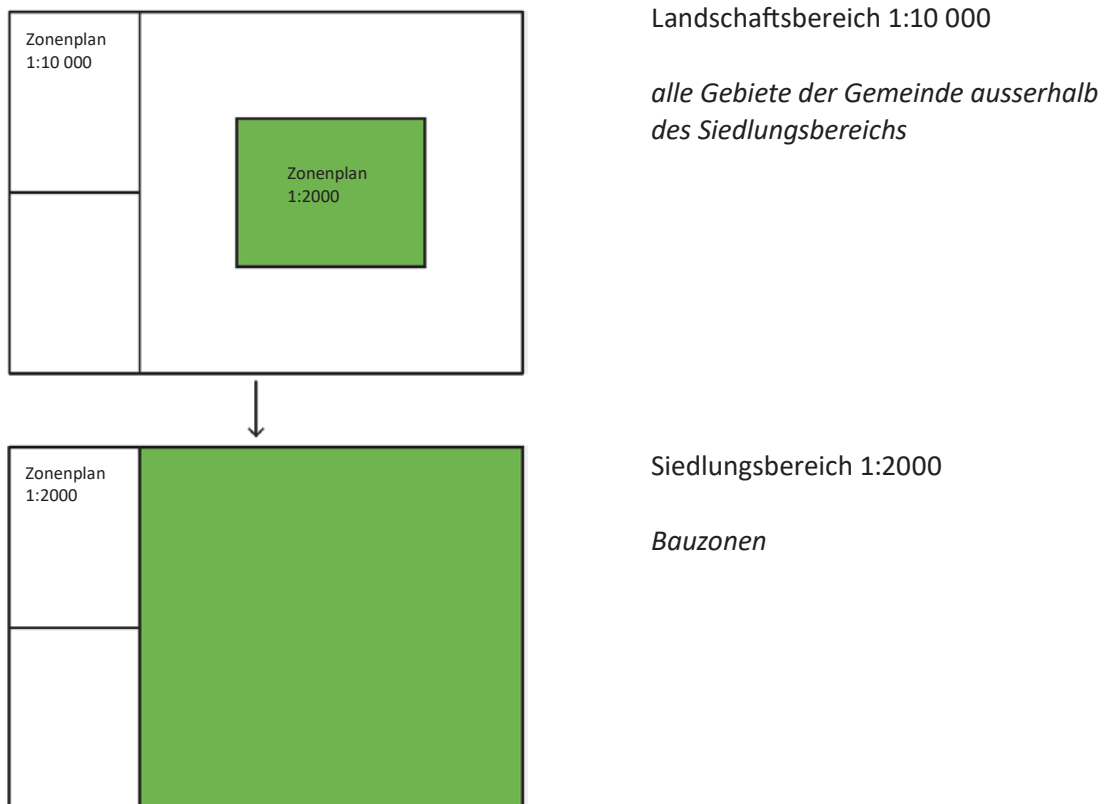 Zonenplan
1:10 000
Zonenplan
1:2000
Landschaftsbereich 1:10 000
alle Gebiete der Gemeinde ausserhalb
des Siedlungsbereichs
Zonenplan
1:2000
Siedlungsbereich 1:2000
Bauzonen